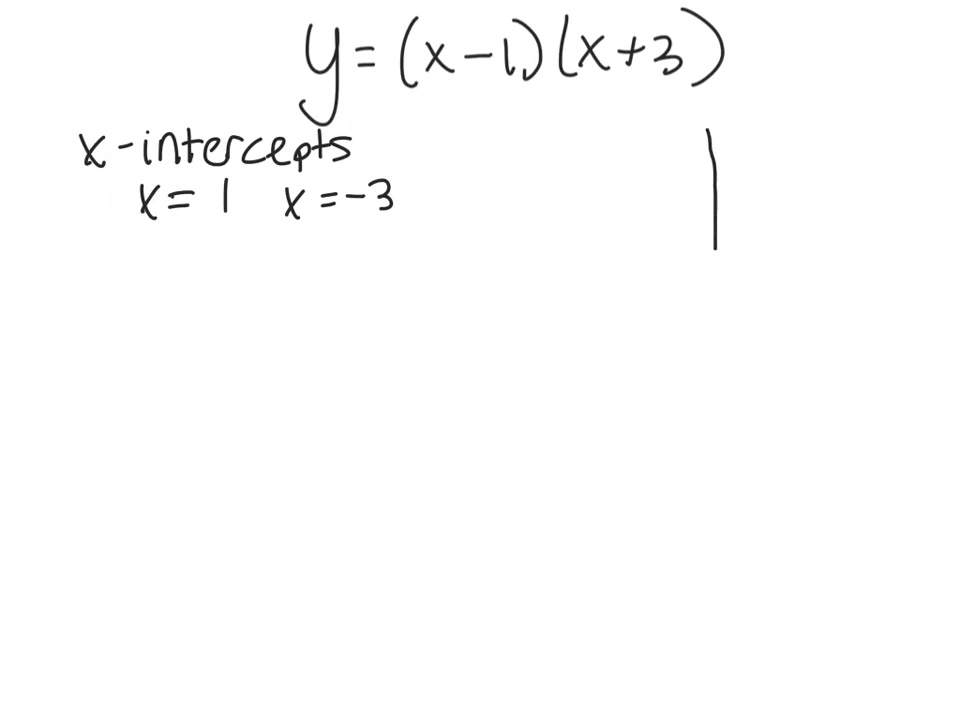 y = (x-1)(x+3)
x-intercepts
x = 1 x = -3